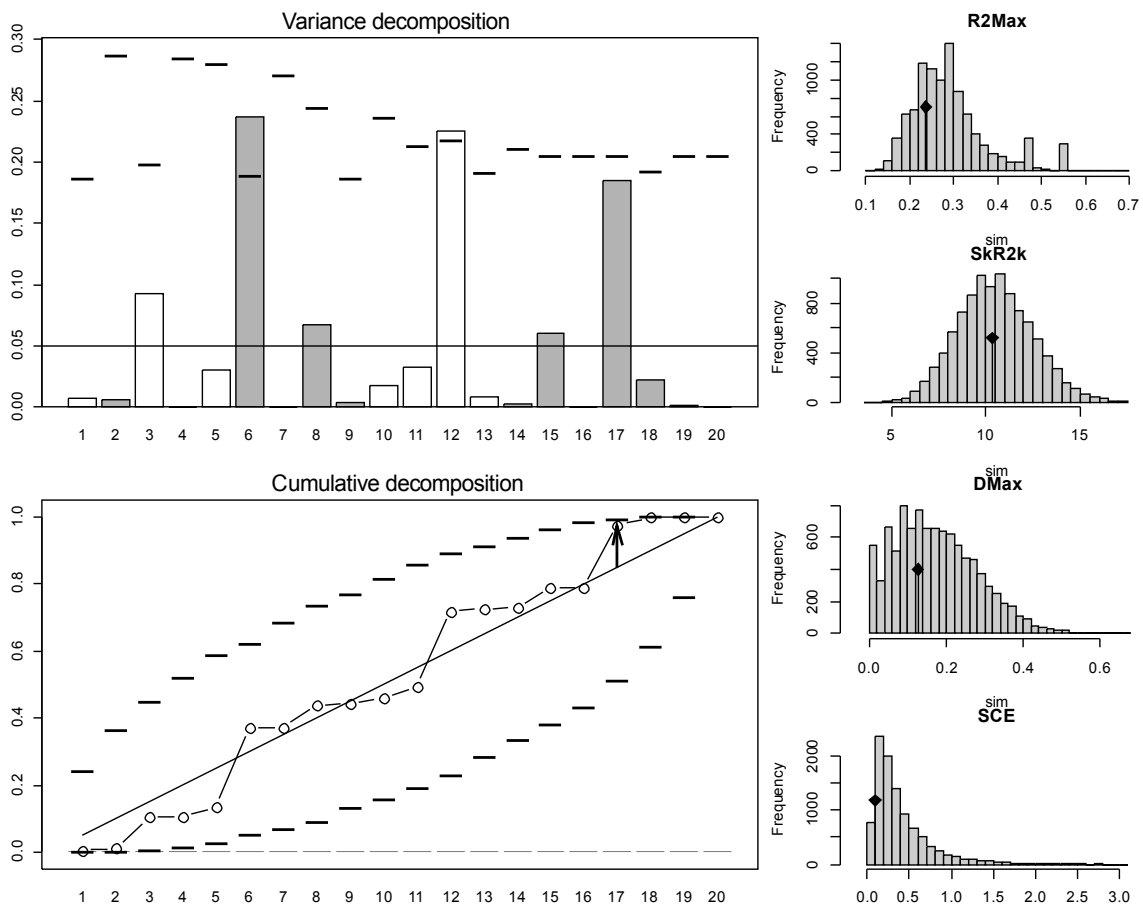 Variance decomposition
0.30
0.25
0.20
0.15
0.10
0.05
0.00
1 2 3 4 5 6 7 8 9 10 11 12 13 14 15 16 17 18 19 20
Cumulative decomposition
1.0
0.8
0.6
0.4
0.2
0.0
1 2 3 4 5 6 7 8 9 10 11 12 13 14 15 16 17 18 19 20
R2Max
Frequency
0 400 1000
0.1 0.2 0.3 0.4 0.5 0.6 0.7
sim
SkR2k
Frequency
0 400 800
5 10 15
sim
DMax
Frequency
0 200 600
0.0 0.2 0.4 0.6
sim
SCE
Frequency
0 1000 2000
0.0 0.5 1.0 1.5 2.0 2.5 3.0